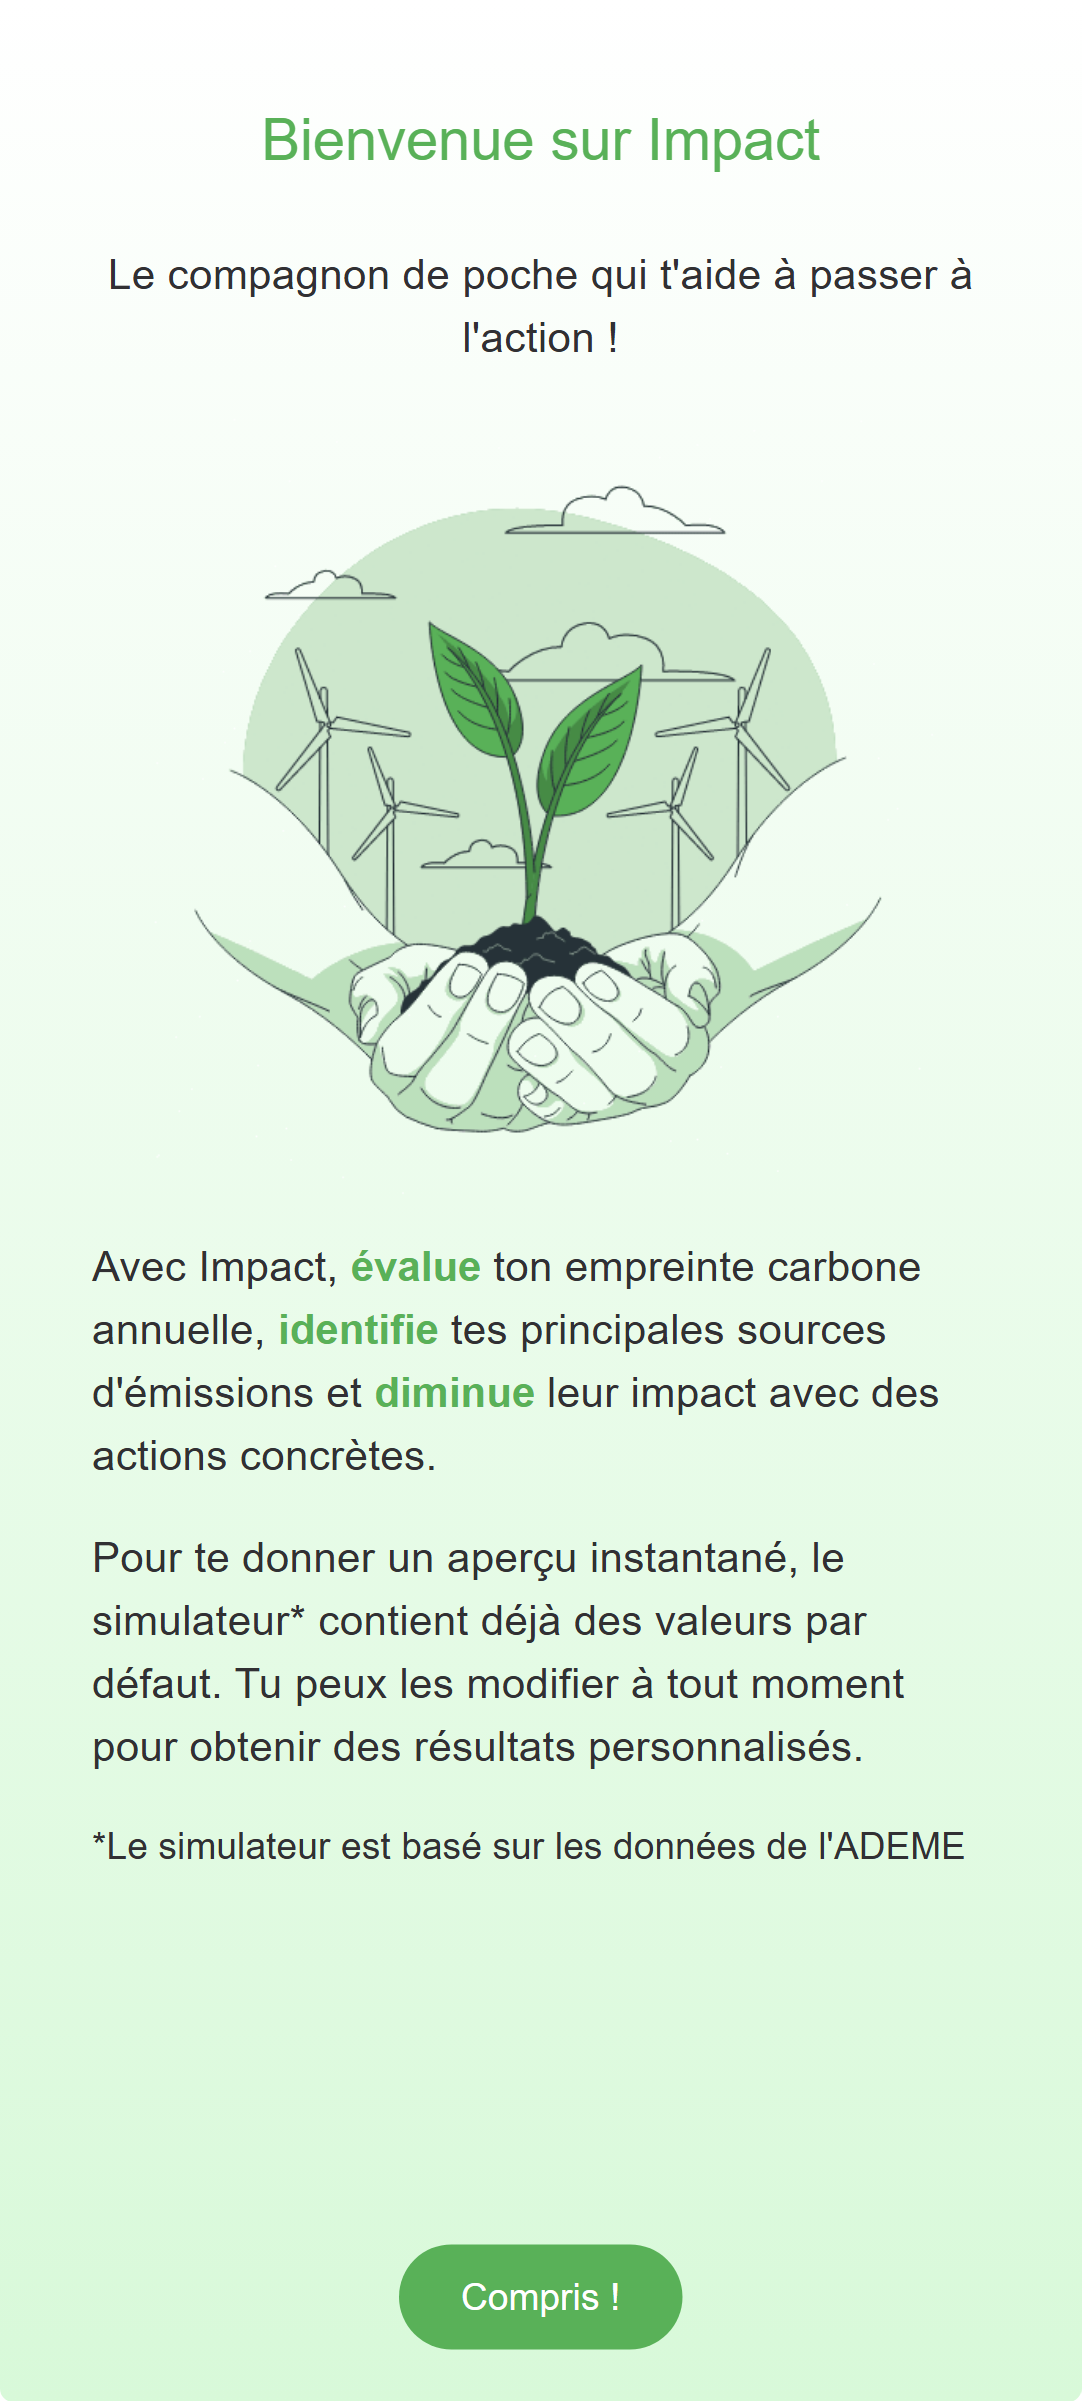 Bienvenue sur Impact
Le compagnon de poche qui t'aide à passer à
l'action !
Avec Impact, évalue ton empreinte carbone
annuelle, identifie tes principales sources
d'émissions et diminue leur impact avec des
actions concrètes.
Pour te donner un aperçu instantané, le
simulateur* contient déjà des valeurs par
défaut. Tu peux les modifier à tout moment
pour obtenir des résultats personnalisés.
*Le simulateur est basé sur les données de l'ADEME
Compris !